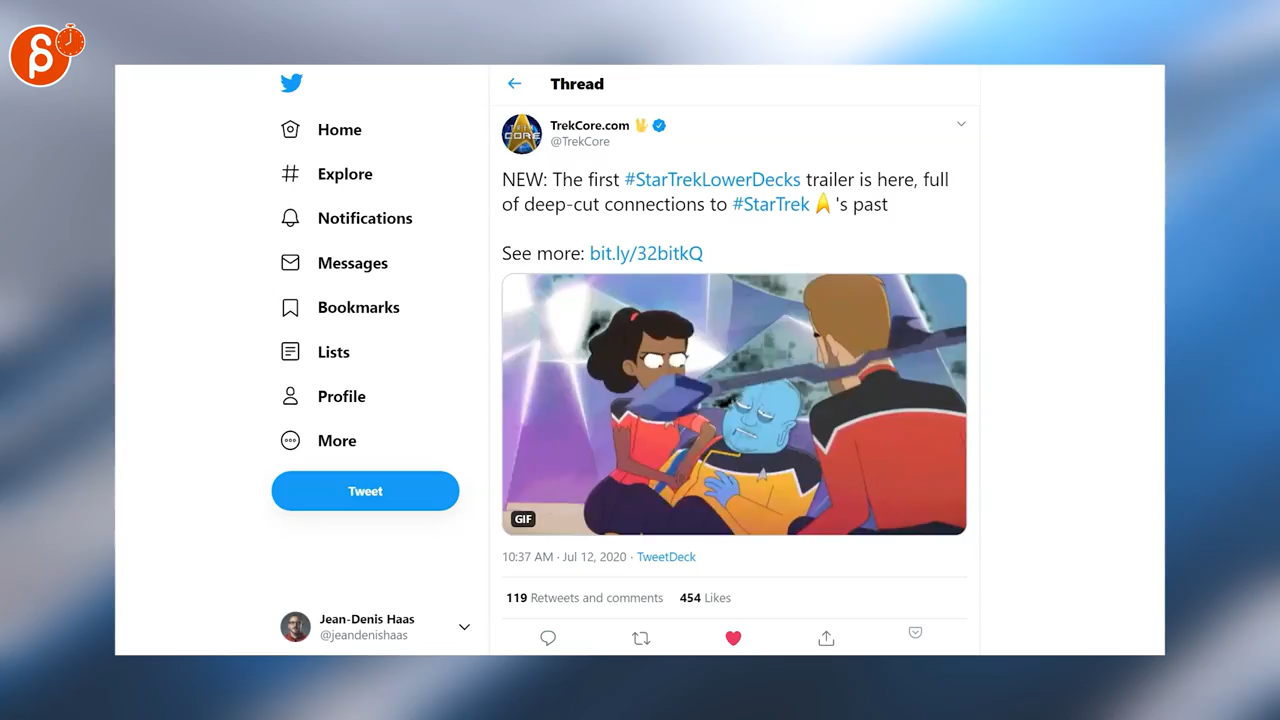 Thread
Home
Explore
Notifications
Messages
Bookmarks
Lists
Profile
More
Tweet
Jean-Denis Haas
@jeandenishaas
TREK
CORE
TrekCore.com
@TrekCore
NEW: The first #StarTrekLowerDecks trailer is here, full
of deep-cut connections to #StarTrek 's past
See more: bit.ly/32bitkQ
GIF
10:37 AM · Jul 12, 2020 · TweetDeck
119 Retweets and comments 454 Likes